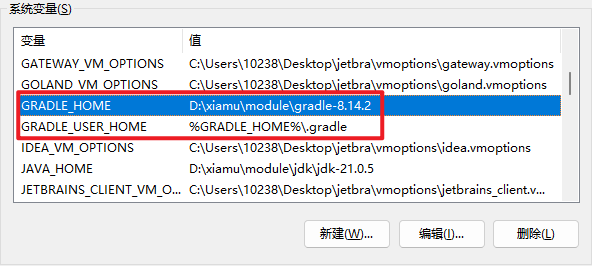 系统变量(S)
变量 值
GATEWAY_VM_OPTIONS C:\Users\10238\Desktop\jetbra\vmoptions\gateway.vmoptions
GOLAND_VM_OPTIONS C:\Users\10238\Desktop\jetbra\vmoptions\goland.vmoptions
GRADLE_HOME D:\xiamu\module\gradle-8.14.2
GRADLE_USER_HOME %GRADLE_HOME%\.gradle
IDEA_VM_OPTIONS C:\Users\10238\Desktop\jetbra\vmoptions\idea.vmoptions
JAVA_HOME D:\xiamu\module\jdk\jdk-21.0.5
JETBRAINS_CLIENT_VM_O... C:\Users\10238\Desktop\jetbra\vmoptions\jetbrains_client.v...
新建(W)... 编辑(I)... 删除(L)